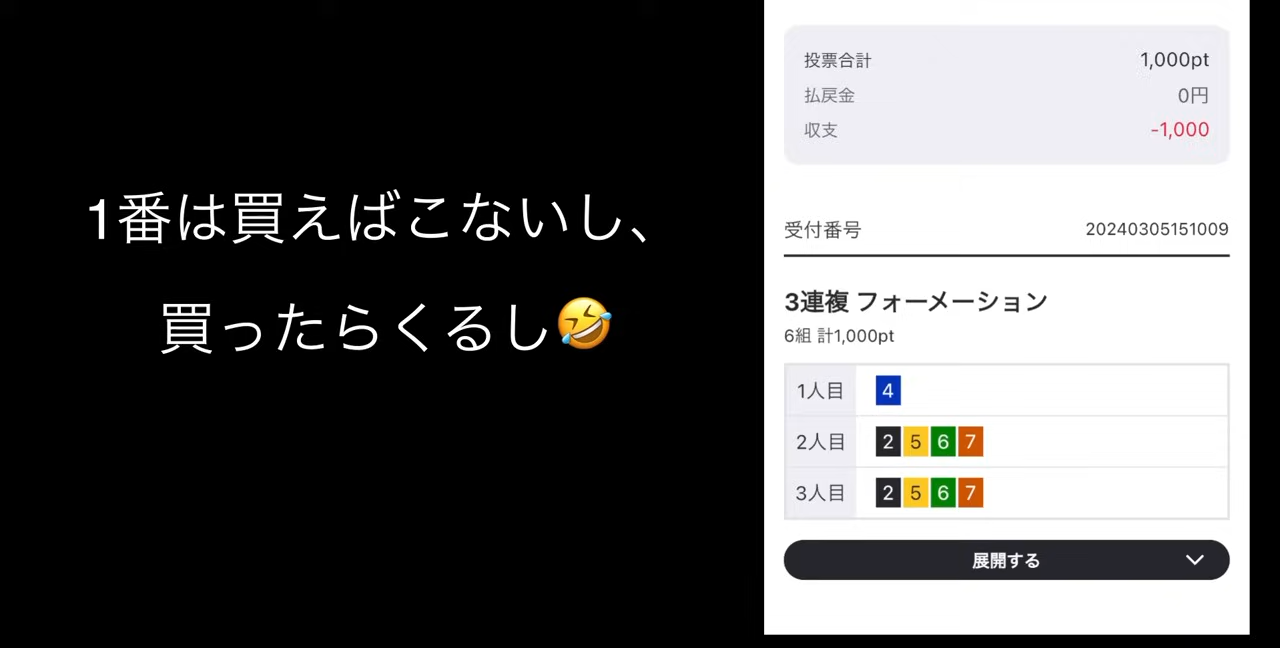 1番は買えばこないし、
買ったらくるし🤣
投票合計 1,000pt
払戻金 0円
収支 -1,000
受付番号 20240305151009
3連複 フォーメーション
6組 計1,000pt
1人目 4
2人目 2 5 6 7
3人目 2 5 6 7
展開する